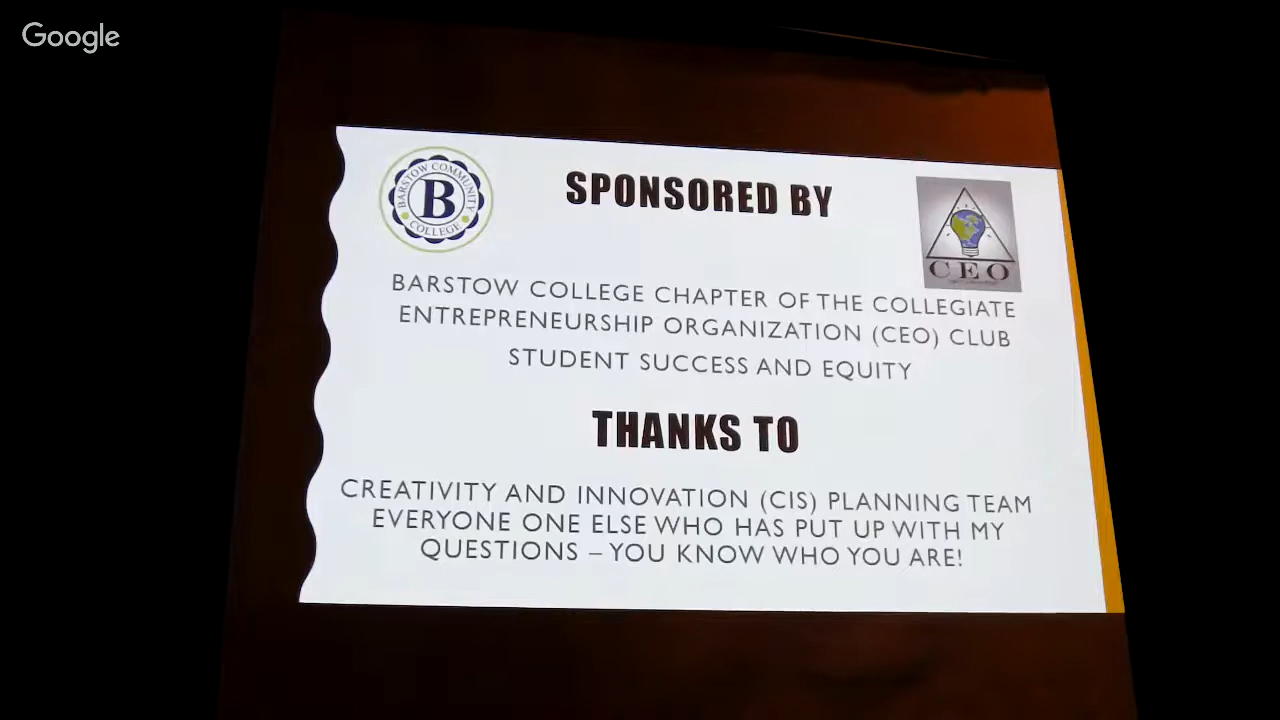 Google
SPONSORED BY
BARSTOW COMMUNITY
B
COLLEGE
CEO
BARSTOW COLLEGE CHAPTER OF THE COLLEGIATE
ENTREPRENEURSHIP ORGANIZATION (CEO) CLUB
STUDENT SUCCESS AND EQUITY
THANKS TO
CREATIVITY AND INNOVATION (CIS) PLANNING TEAM
EVERYONE ONE ELSE WHO HAS PUT UP WITH MY
QUESTIONS – YOU KNOW WHO YOU ARE!